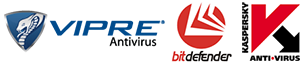 VIPRE®
Antivirus
bitdefender
KASPERSKY
ANTI-VIRUS